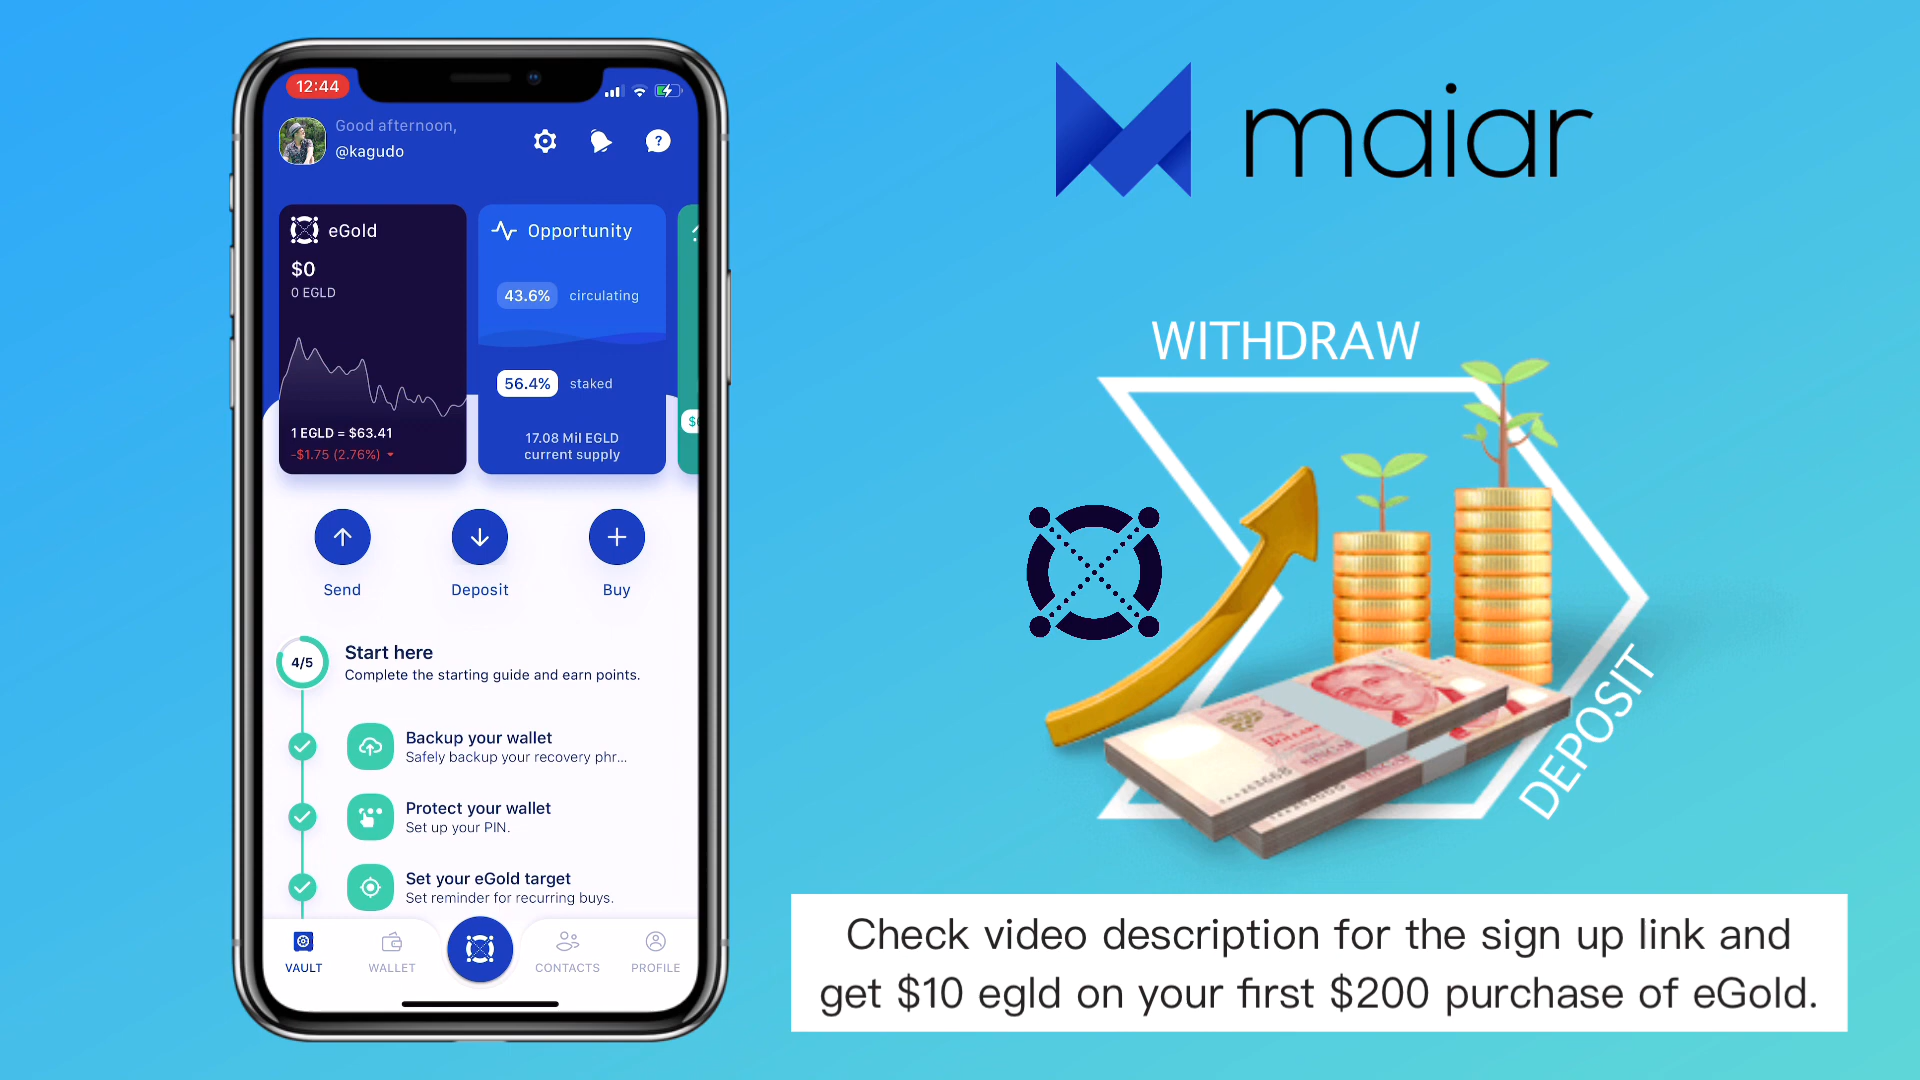 12:44
Good afternoon,
@kagudo
?
eGold
$0
0 EGLD
1 EGLD = $63.41
-$1.75 (2.76%)
Opportunity
43.6% circulating
56.4% staked
17.08 Mil EGLD
current supply
Send
Deposit
Buy
4/5
Start here
Complete the starting guide and earn points.
Backup your wallet
Safely backup your recovery phr...
Protect your wallet
Set up your PIN.
Set your eGold target
Set reminder for recurring buys.
VAULT
WALLET
CONTACTS
PROFILE
maiar
WITHDRAW
DEPOSIT
Check video description for the sign up link and
get $10 egld on your first $200 purchase of eGold.